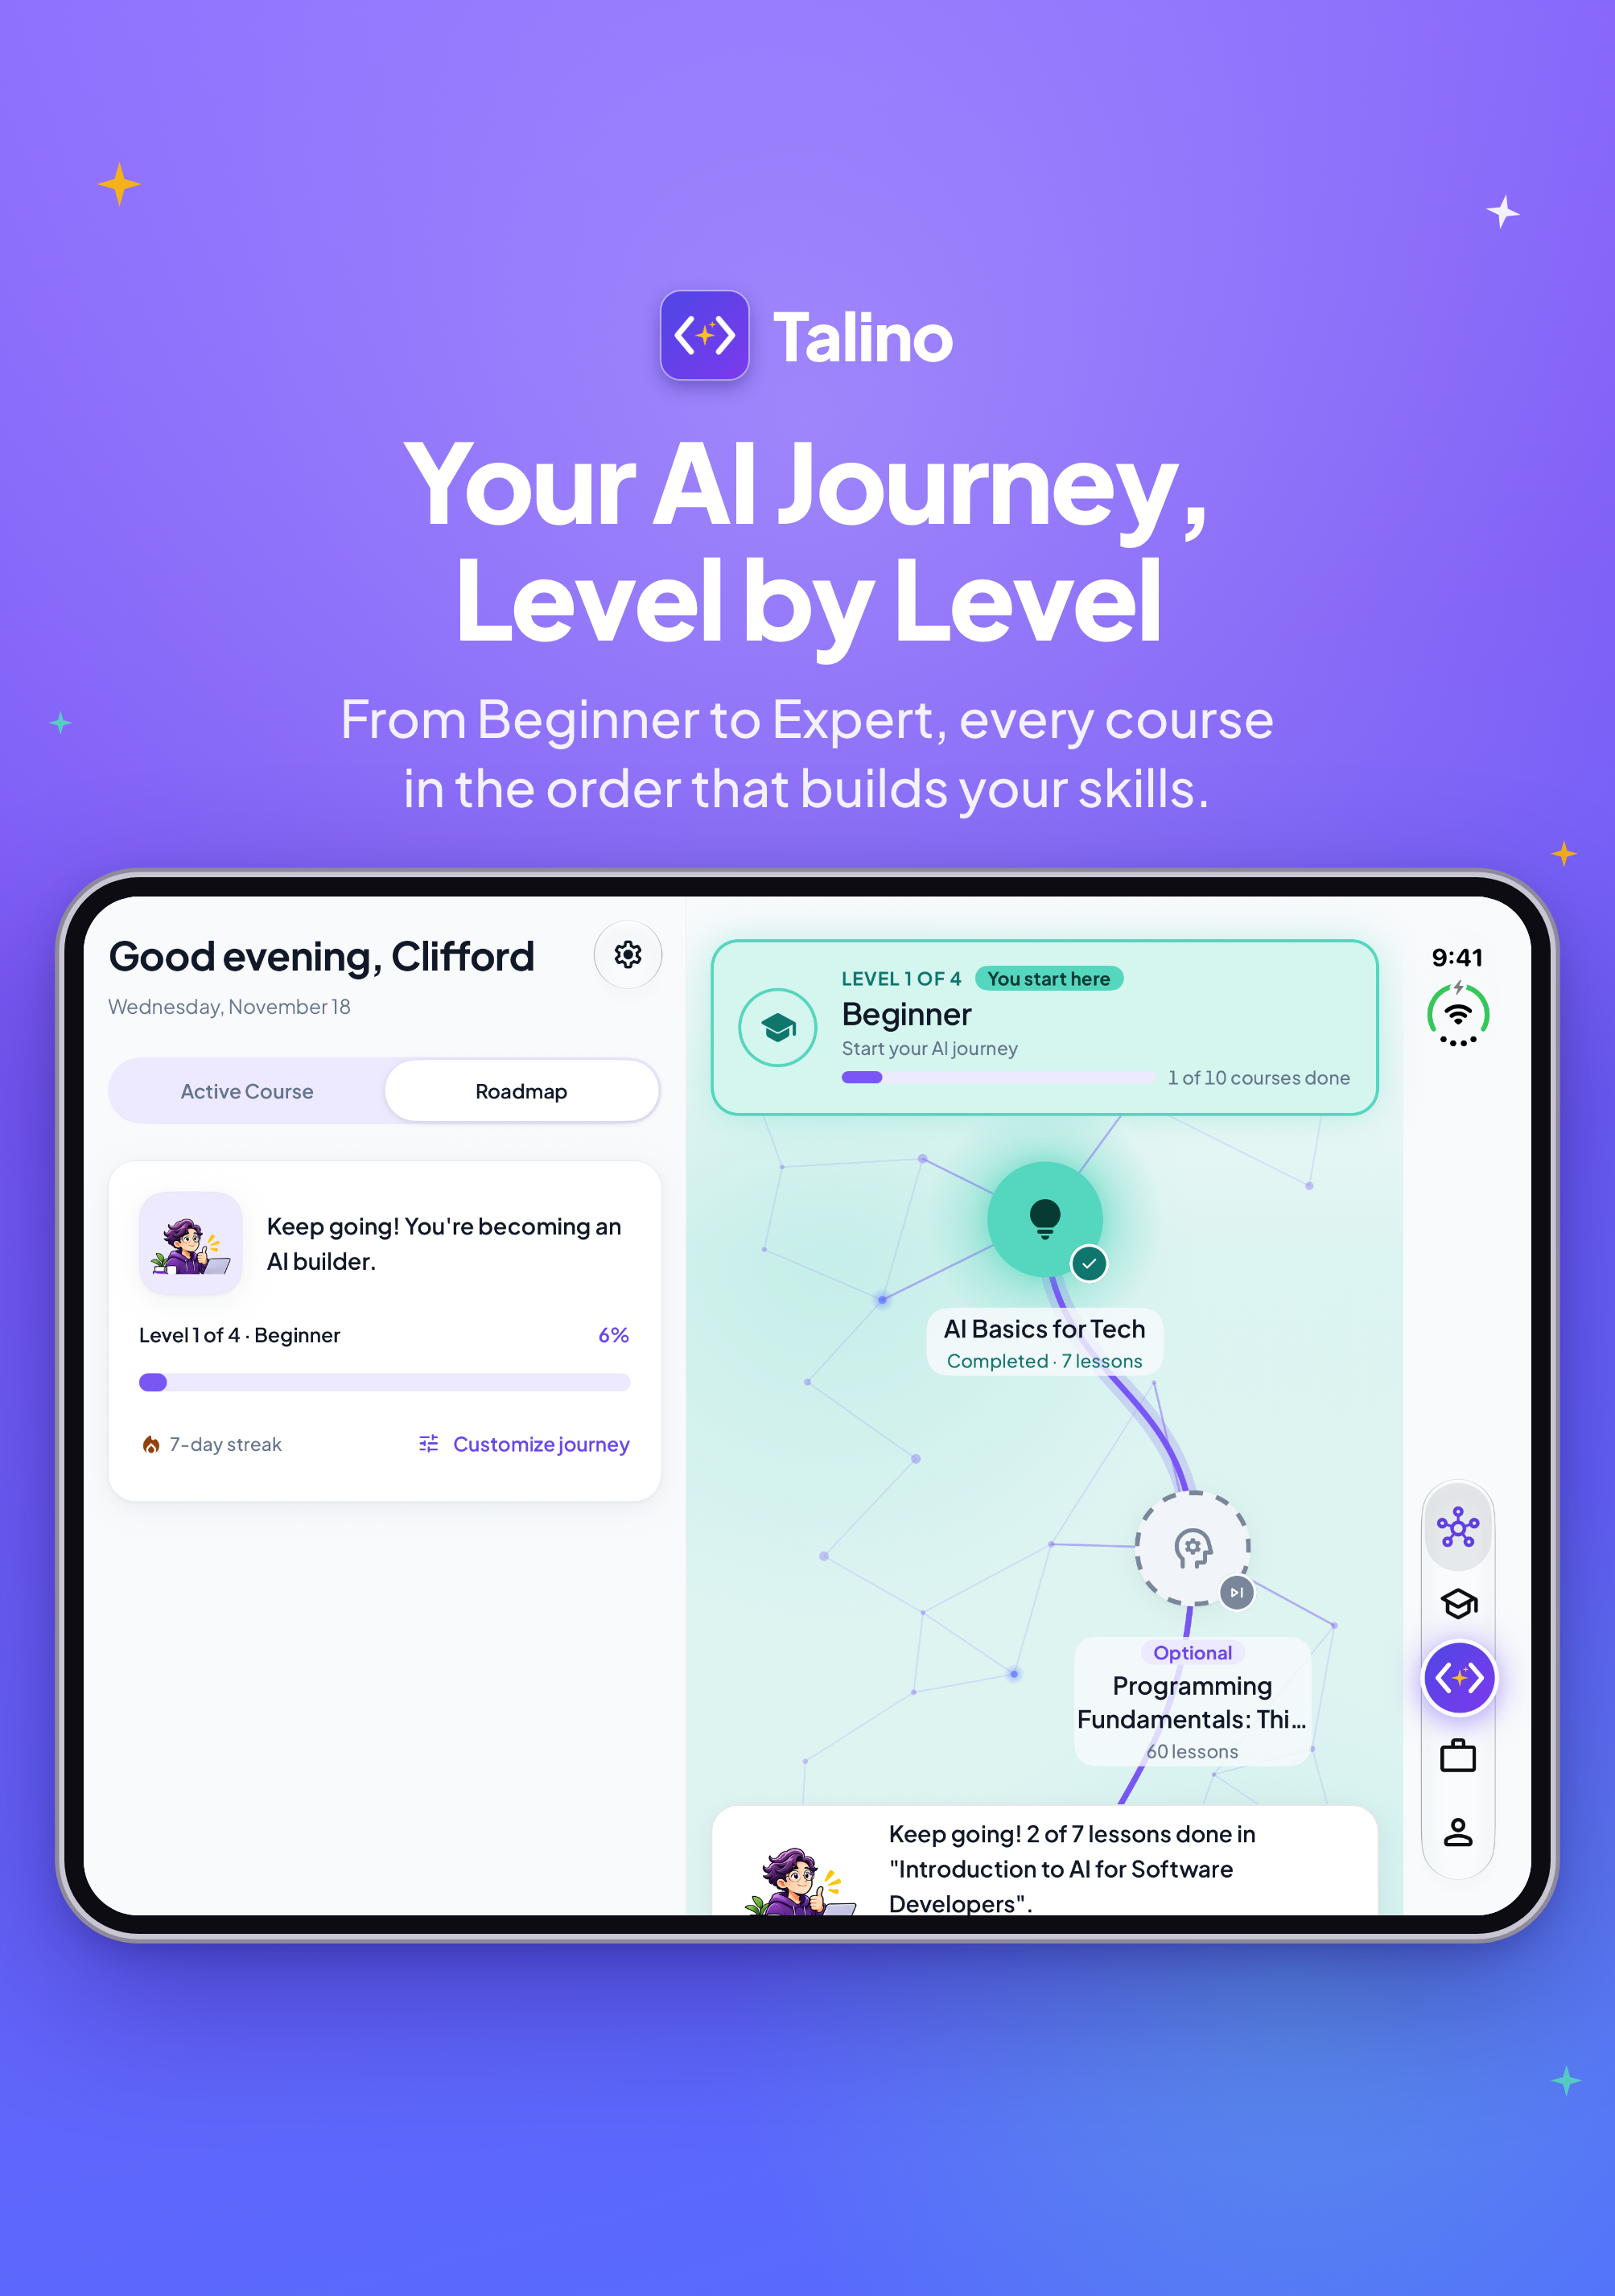 Talino
Your AI Journey,
Level by Level
From Beginner to Expert, every course
in the order that builds your skills.
Good evening, Clifford
Wednesday, November 18
Active Course
Roadmap
Keep going! You're becoming an
AI builder.
Level 1 of 4 · Beginner
6%
7-day streak
Customize journey
LEVEL 1 OF 4
You start here
Beginner
Start your AI journey
1 of 10 courses done
AI Basics for Tech
Completed · 7 lessons
Optional
Programming
Fundamentals: Thi...
60 lessons
Keep going! 2 of 7 lessons done in
"Introduction to AI for Software
Developers".
9:41